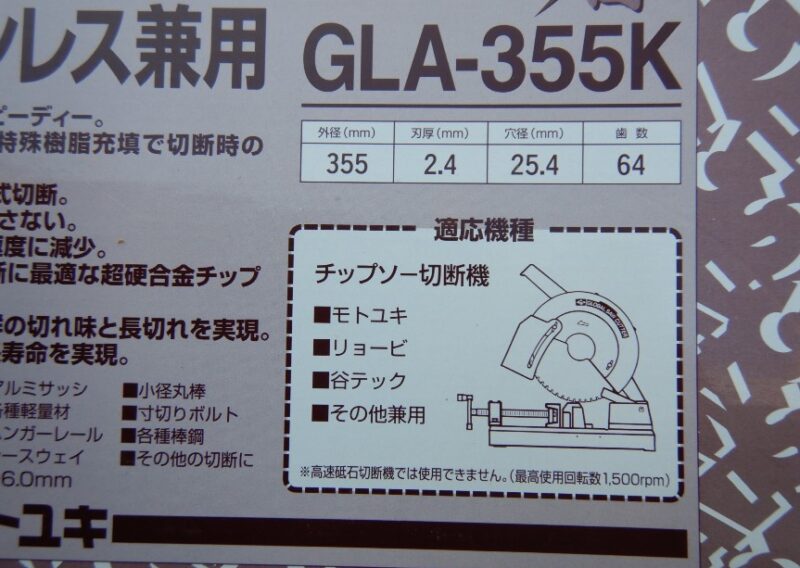 ンレス兼用 GLA-355K
ピーディー。
特殊樹脂充填で切断時の
外径(mm) 刃厚(mm) 穴径(mm) 歯数
355 2.4 25.4 64
式切断。
さない。
極度に減少。
断に最適な超硬合金チップ
の切れ味と長切れを実現。
寿命を実現。
アルミサッシ ■小径丸棒
各種軽量材 ■寸切りボルト
ハンガーレール ■各種棒鋼
ースウェイ ■その他の切断に
6.0mm
適応機種
チップソー切断機
■モトユキ
■リョービ
■谷テック
■その他兼用
GLOBAL SAW CUTTER
※高速砥石切断機では使用できません。(最高使用回転数1,500rpm)
トユキ